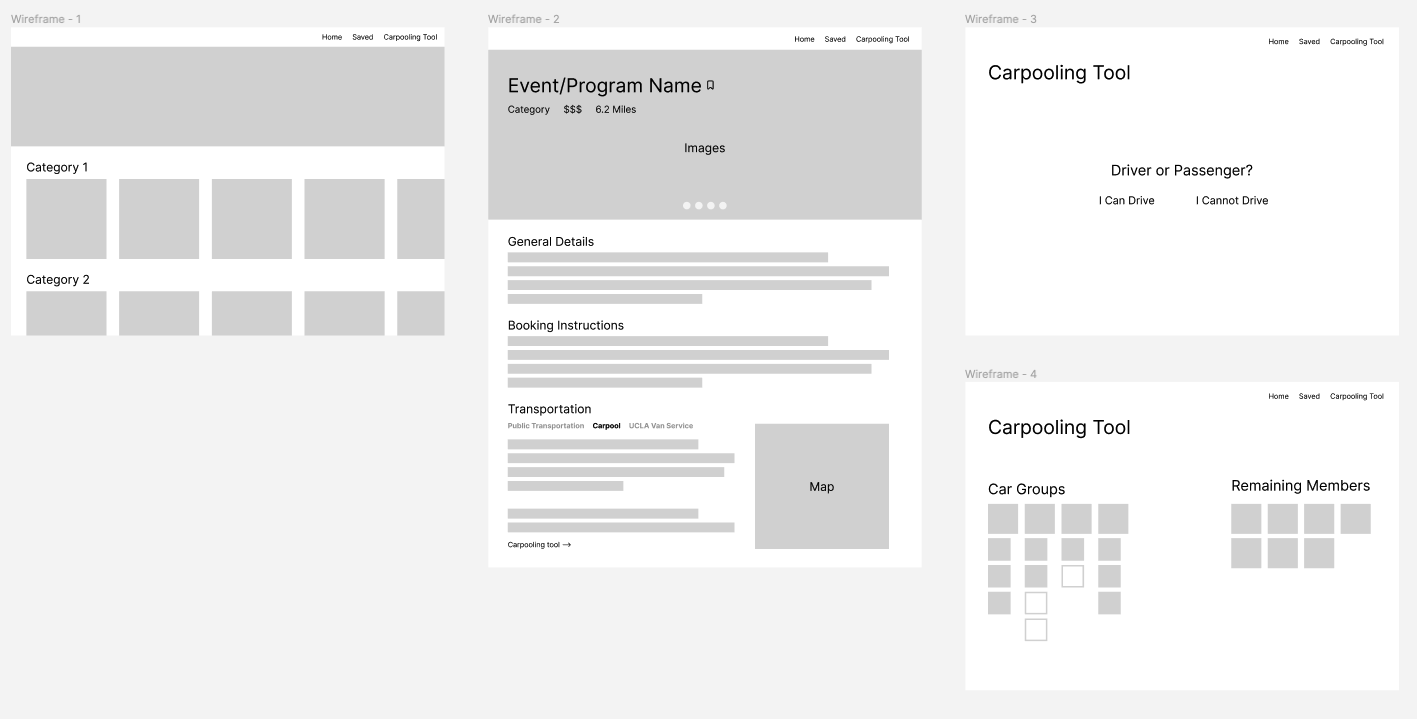 Wireframe - 1
Home Saved Carpooling Tool
Category 1
Category 2
Wireframe - 2
Home Saved Carpooling Tool
Event/Program Name
Category $$$ 6.2 Miles
Images
General Details
Booking Instructions
Transportation
Public Transportation Carpool UCLA Van Service
Map
Carpooling tool →
Wireframe - 3
Home Saved Carpooling Tool
Carpooling Tool
Driver or Passenger?
I Can Drive I Cannot Drive
Wireframe - 4
Home Saved Carpooling Tool
Carpooling Tool
Car Groups
Remaining Members